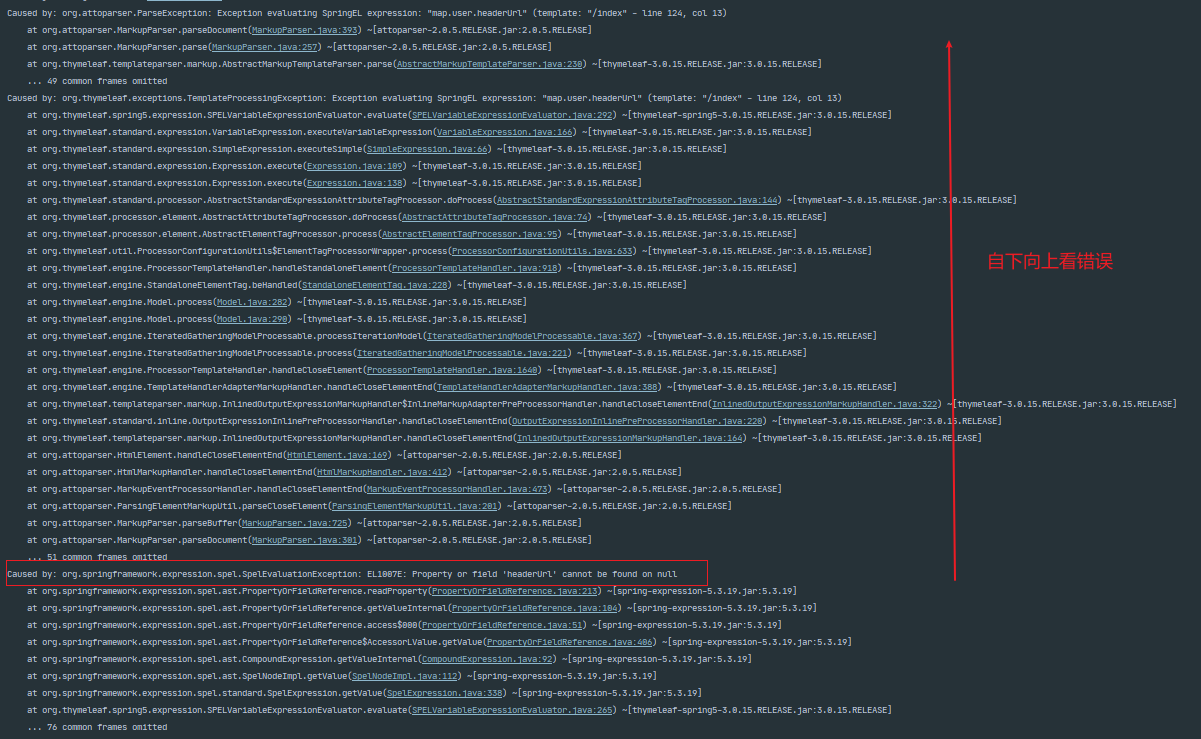 Caused by: org.attoparser.ParseException: Exception evaluating SpringEL expression: "map.user.headerUrl" (template: "/index" - line 124, col 13)
at org.attoparser.MarkupParser.parseDocument(MarkupParser.java:393) ~[attoparser-2.0.5.RELEASE.jar:2.0.5.RELEASE]
at org.attoparser.MarkupParser.parse(MarkupParser.java:257) ~[attoparser-2.0.5.RELEASE.jar:2.0.5.RELEASE]
at org.thymeleaf.templateparser.markup.AbstractMarkupTemplateParser.parse(AbstractMarkupTemplateParser.java:230) ~[thymeleaf-3.0.15.RELEASE.jar:3.0.15.RELEASE]
... 49 common frames omitted
Caused by: org.thymeleaf.exceptions.TemplateProcessingException: Exception evaluating SpringEL expression: "map.user.headerUrl" (template: "/index" - line 124, col 13)
at org.thymeleaf.spring5.expression.SPELVariableExpressionEvaluator.evaluate(SPELVariableExpressionEvaluator.java:292) ~[thymeleaf-spring5-3.0.15.RELEASE.jar:3.0.15.RELEASE]
at org.thymeleaf.standard.expression.VariableExpression.executeVariableExpression(VariableExpression.java:166) ~[thymeleaf-3.0.15.RELEASE.jar:3.0.15.RELEASE]
at org.thymeleaf.standard.expression.SimpleExpression.executeSimple(SimpleExpression.java:66) ~[thymeleaf-3.0.15.RELEASE.jar:3.0.15.RELEASE]
at org.thymeleaf.standard.expression.Expression.execute(Expression.java:109) ~[thymeleaf-3.0.15.RELEASE.jar:3.0.15.RELEASE]
at org.thymeleaf.standard.expression.Expression.execute(Expression.java:138) ~[thymeleaf-3.0.15.RELEASE.jar:3.0.15.RELEASE]
at org.thymeleaf.standard.processor.AbstractStandardExpressionAttributeTagProcessor.doProcess(AbstractStandardExpressionAttributeTagProcessor.java:144) ~[thymeleaf-3.0.15.RELEASE.jar:3.0.15.RELEASE]
at org.thymeleaf.processor.element.AbstractAttributeTagProcessor.doProcess(AbstractAttributeTagProcessor.java:74) ~[thymeleaf-3.0.15.RELEASE.jar:3.0.15.RELEASE]
at org.thymeleaf.processor.element.AbstractElementTagProcessor.process(AbstractElementTagProcessor.java:95) ~[thymeleaf-3.0.15.RELEASE.jar:3.0.15.RELEASE]
at org.thymeleaf.util.ProcessorConfigurationUtils$ElementTagProcessorWrapper.process(ProcessorConfigurationUtils.java:633) ~[thymeleaf-3.0.15.RELEASE.jar:3.0.15.RELEASE]
at org.thymeleaf.engine.ProcessorTemplateHandler.handleStandaloneElement(ProcessorTemplateHandler.java:918) ~[thymeleaf-3.0.15.RELEASE.jar:3.0.15.RELEASE]
自下向上看错误
at org.thymeleaf.engine.StandaloneElementTag.beHandled(StandaloneElementTag.java:228) ~[thymeleaf-3.0.15.RELEASE.jar:3.0.15.RELEASE]
at org.thymeleaf.engine.Model.process(Model.java:282) ~[thymeleaf-3.0.15.RELEASE.jar:3.0.15.RELEASE]
at org.thymeleaf.engine.Model.process(Model.java:290) ~[thymeleaf-3.0.15.RELEASE.jar:3.0.15.RELEASE]
at org.thymeleaf.engine.IteratedGatheringModelProcessable.processIterationModel(IteratedGatheringModelProcessable.java:367) ~[thymeleaf-3.0.15.RELEASE.jar:3.0.15.RELEASE]
at org.thymeleaf.engine.IteratedGatheringModelProcessable.process(IteratedGatheringModelProcessable.java:221) ~[thymeleaf-3.0.15.RELEASE.jar:3.0.15.RELEASE]
at org.thymeleaf.engine.ProcessorTemplateHandler.handleCloseElement(ProcessorTemplateHandler.java:1640) ~[thymeleaf-3.0.15.RELEASE.jar:3.0.15.RELEASE]
at org.thymeleaf.engine.TemplateHandlerAdapterMarkupHandler.handleCloseElementEnd(TemplateHandlerAdapterMarkupHandler.java:388) ~[thymeleaf-3.0.15.RELEASE.jar:3.0.15.RELEASE]
at org.thymeleaf.templateparser.markup.InlinedOutputExpressionMarkupHandler$InlineMarkupAdapterPreProcessorHandler.handleCloseElementEnd(InlinedOutputExpressionMarkupHandler.java:322) ~[thymeleaf-3.0.15.RELEASE.jar:3.0.15.RELEASE]
at org.thymeleaf.standard.inline.OutputExpressionInlinePreProcessorHandler.handleCloseElementEnd(OutputExpressionInlinePreProcessorHandler.java:220) ~[thymeleaf-3.0.15.RELEASE.jar:3.0.15.RELEASE]
at org.thymeleaf.templateparser.markup.InlinedOutputExpressionMarkupHandler.handleCloseElementEnd(InlinedOutputExpressionMarkupHandler.java:164) ~[thymeleaf-3.0.15.RELEASE.jar:3.0.15.RELEASE]
at org.attoparser.HtmlElement.handleCloseElementEnd(HtmlElement.java:169) ~[attoparser-2.0.5.RELEASE.jar:2.0.5.RELEASE]
at org.attoparser.HtmlMarkupHandler.handleCloseElementEnd(HtmlMarkupHandler.java:412) ~[attoparser-2.0.5.RELEASE.jar:2.0.5.RELEASE]
at org.attoparser.MarkupEventProcessorHandler.handleCloseElementEnd(MarkupEventProcessorHandler.java:473) ~[attoparser-2.0.5.RELEASE.jar:2.0.5.RELEASE]
at org.attoparser.ParsingElementMarkupUtil.parseCloseElement(ParsingElementMarkupUtil.java:201) ~[attoparser-2.0.5.RELEASE.jar:2.0.5.RELEASE]
at org.attoparser.MarkupParser.parseBuffer(MarkupParser.java:725) ~[attoparser-2.0.5.RELEASE.jar:2.0.5.RELEASE]
at org.attoparser.MarkupParser.parseDocument(MarkupParser.java:301) ~[attoparser-2.0.5.RELEASE.jar:2.0.5.RELEASE]
... 51 common frames omitted
Caused by: org.springframework.expression.spel.SpelEvaluationException: EL1007E: Property or field 'headerUrl' cannot be found on null
at org.springframework.expression.spel.ast.PropertyOrFieldReference.readProperty(PropertyOrFieldReference.java:213) ~[spring-expression-5.3.19.jar:5.3.19]
at org.springframework.expression.spel.ast.PropertyOrFieldReference.getValueInternal(PropertyOrFieldReference.java:104) ~[spring-expression-5.3.19.jar:5.3.19]
at org.springframework.expression.spel.ast.PropertyOrFieldReference.access$000(PropertyOrFieldReference.java:51) ~[spring-expression-5.3.19.jar:5.3.19]
at org.springframework.expression.spel.ast.PropertyOrFieldReference$AccessorLValue.getValue(PropertyOrFieldReference.java:406) ~[spring-expression-5.3.19.jar:5.3.19]
at org.springframework.expression.spel.ast.CompoundExpression.getValueInternal(CompoundExpression.java:92) ~[spring-expression-5.3.19.jar:5.3.19]
at org.springframework.expression.spel.ast.SpelNodeImpl.getValue(SpelNodeImpl.java:112) ~[spring-expression-5.3.19.jar:5.3.19]
at org.springframework.expression.spel.standard.SpelExpression.getValue(SpelExpression.java:338) ~[spring-expression-5.3.19.jar:5.3.19]
at org.thymeleaf.spring5.expression.SPELVariableExpressionEvaluator.evaluate(SPELVariableExpressionEvaluator.java:265) ~[thymeleaf-spring5-3.0.15.RELEASE.jar:3.0.15.RELEASE]
... 76 common frames omitted